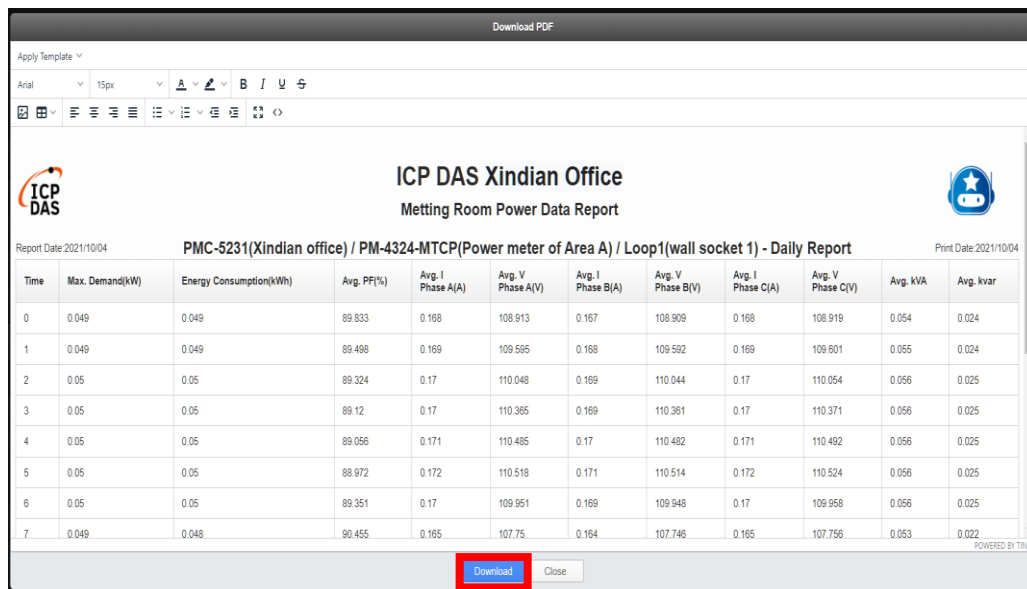 Download PDF
Apply Template
Arial 15px A B I U S
ICP DAS
ICP DAS Xindian Office
Metting Room Power Data Report
Report Date:2021/10/04 PMC-5231(Xindian office) / PM-4324-MTCP(Power meter of Area A) / Loop1(wall socket 1) - Daily Report Print Date:2021/10/04
Time Max. Demand(kW) Energy Consumption(kWh) Avg. PF(%) Avg. I Phase A(A) Avg. V Phase A(V) Avg. I Phase B(A) Avg. V Phase B(V) Avg. I Phase C(A) Avg. V Phase C(V) Avg. kVA Avg. kvar
0 0.049 0.049 89.833 0.168 108.913 0.167 108.909 0.168 108.919 0.054 0.024
1 0.049 0.049 89.498 0.169 109.595 0.168 109.592 0.169 109.601 0.055 0.024
2 0.05 0.05 89.324 0.17 110.048 0.169 110.044 0.17 110.054 0.056 0.025
3 0.05 0.05 89.12 0.17 110.365 0.169 110.361 0.17 110.371 0.056 0.025
4 0.05 0.05 89.056 0.171 110.485 0.17 110.482 0.171 110.492 0.056 0.025
5 0.05 0.05 88.972 0.172 110.518 0.171 110.514 0.172 110.524 0.056 0.025
6 0.05 0.05 89.351 0.17 109.951 0.169 109.948 0.17 109.958 0.056 0.025
7 0.049 0.048 90.455 0.165 107.75 0.164 107.746 0.165 107.756 0.053 0.022
POWERED BY TIN
Download Close